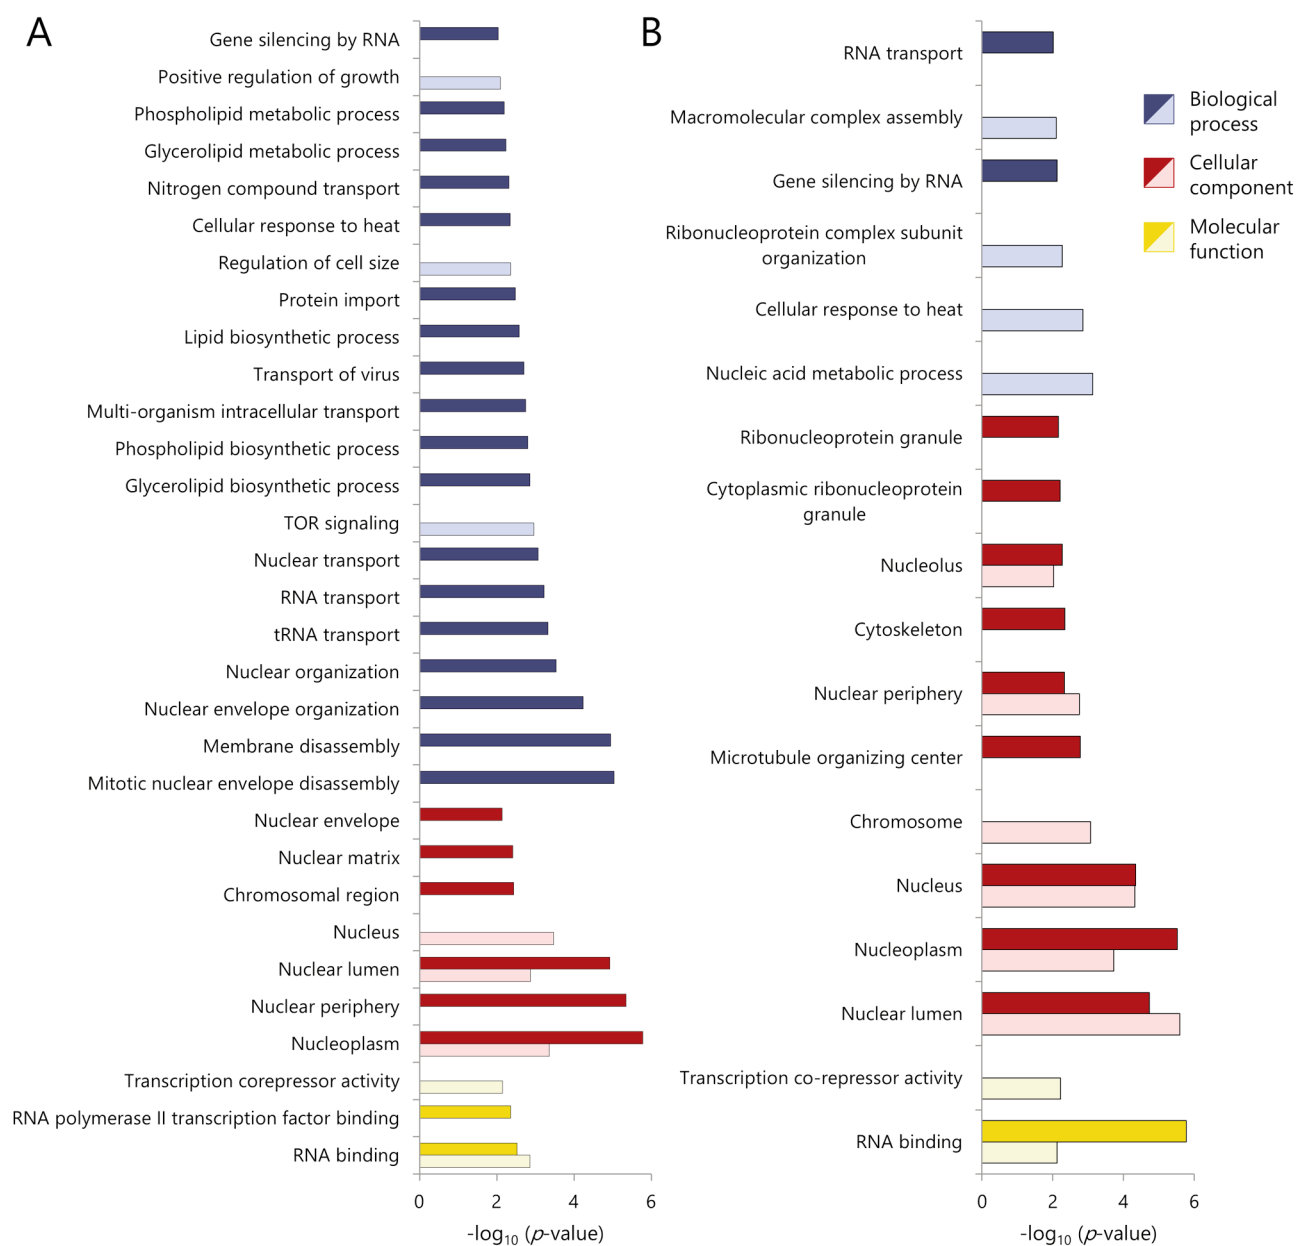 A
Gene silencing by RNA
Positive regulation of growth
Phospholipid metabolic process
Glycerolipid metabolic process
Nitrogen compound transport
Cellular response to heat
Regulation of cell size
Protein import
Lipid biosynthetic process
Transport of virus
Multi-organism intracellular transport
Phospholipid biosynthetic process
Glycerolipid biosynthetic process
TOR signaling
Nuclear transport
RNA transport
tRNA transport
Nuclear organization
Nuclear envelope organization
Membrane disassembly
Mitotic nuclear envelope disassembly
Nuclear envelope
Nuclear matrix
Chromosomal region
Nucleus
Nuclear lumen
Nuclear periphery
Nucleoplasm
Transcription corepressor activity
RNA polymerase II transcription factor binding
RNA binding
0 2 4 6
-log10 (p-value)
B
RNA transport
Macromolecular complex assembly
Gene silencing by RNA
Ribonucleoprotein complex subunit
organization
Cellular response to heat
Nucleic acid metabolic process
Ribonucleoprotein granule
Cytoplasmic ribonucleoprotein
granule
Nucleolus
Cytoskeleton
Nuclear periphery
Microtubule organizing center
Chromosome
Nucleus
Nucleoplasm
Nuclear lumen
Transcription co-repressor activity
RNA binding
0 2 4 6
-log10 (p-value)
Biological
process
Cellular
component
Molecular
function